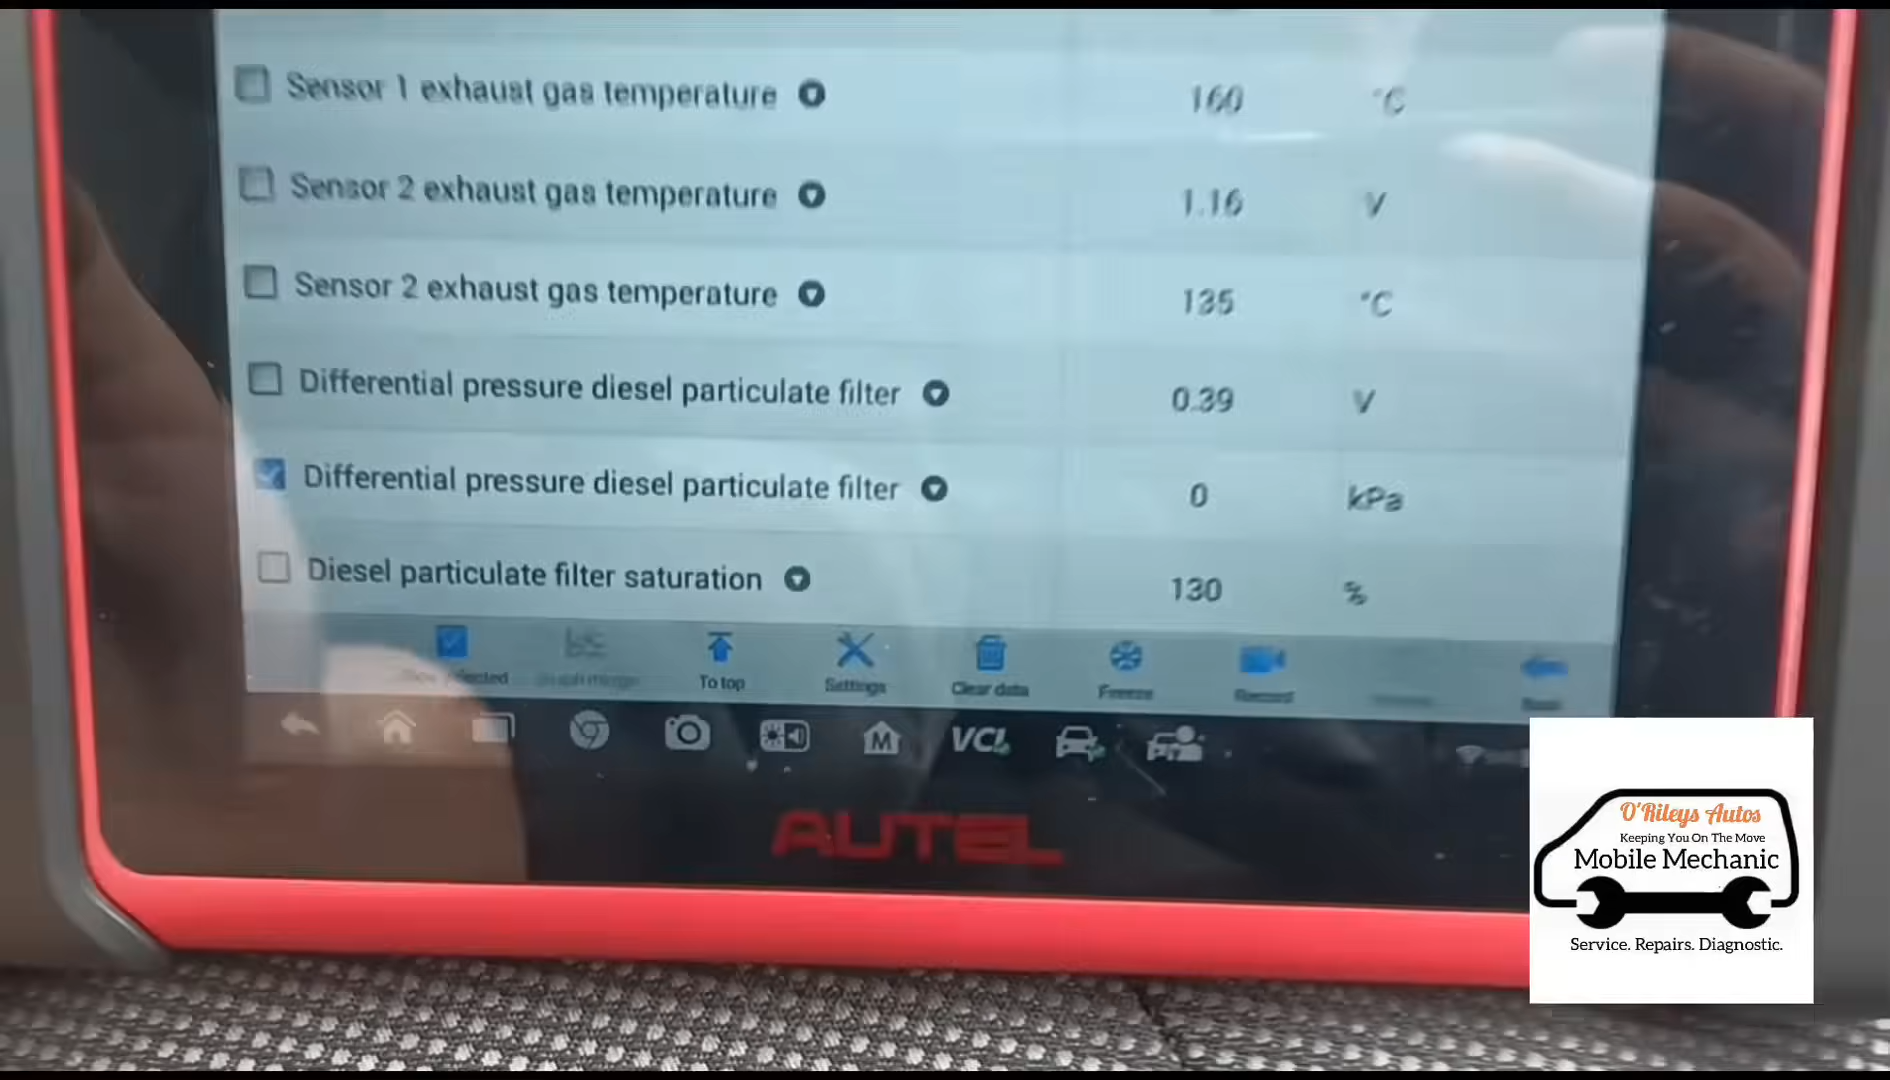 Sensor 1 exhaust gas temperature 160 °C
Sensor 2 exhaust gas temperature 1.16 V
Sensor 2 exhaust gas temperature 135 °C
Differential pressure diesel particulate filter 0.39 V
Differential pressure diesel particulate filter 0 kPa
Diesel particulate filter saturation 130 %
To top Settings Clear data Freeze Record Back
M VCI
AUTEL
O'Rileys Autos
Keeping You On The Move
Mobile Mechanic
Service. Repairs. Diagnostic.